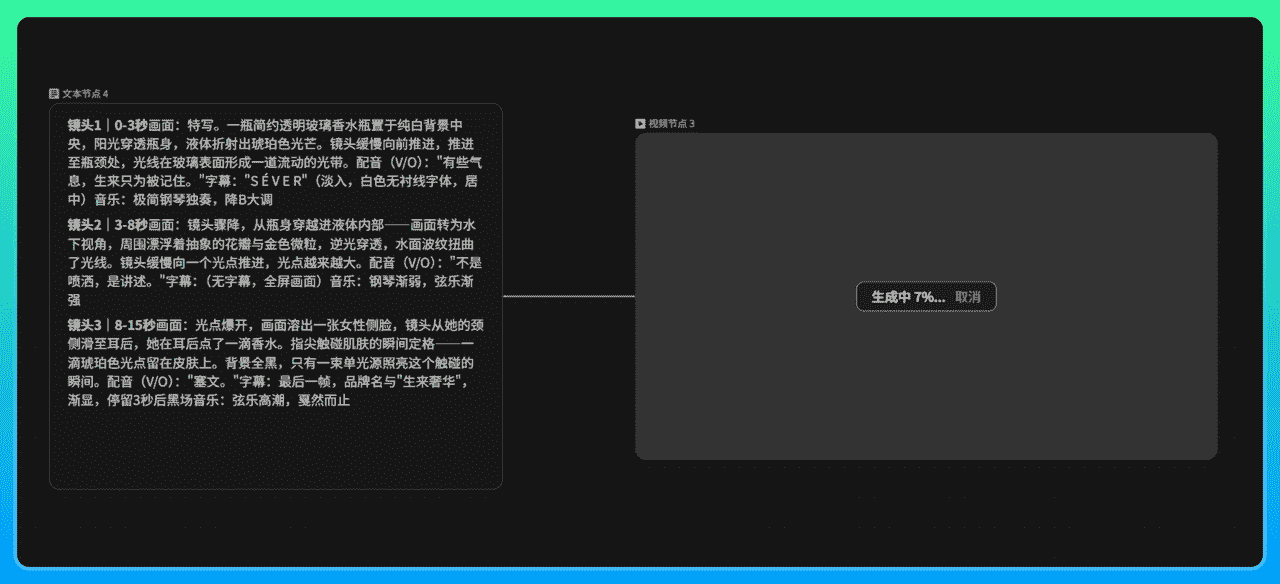 文本节点 4
镜头1｜0-3秒画面：特写。一瓶简约透明玻璃香水瓶置于纯白背景中
央，阳光穿透瓶身，液体折射出琥珀色光芒。镜头缓慢向前推进，推进
至瓶颈处，光线在玻璃表面形成一道流动的光带。配音（V/O）："有些气
息，生来只为被记住。"字幕："S É V E R"（淡入，白色无衬线字体，居
中）音乐：极简钢琴独奏，降B大调
镜头2｜3-8秒画面：镜头骤降，从瓶身穿越进液体内部——画面转为水
下视角，周围漂浮着抽象的花瓣与金色微粒，逆光穿透，水面波纹扭曲
了光线。镜头缓慢向一个光点推进，光点越来越大。配音（V/O）："不是
喷洒，是讲述。"字幕：（无字幕，全屏画面）音乐：钢琴渐弱，弦乐渐
强
镜头3｜8-15秒画面：光点爆开，画面溶出一张女性侧脸，镜头从她的颈
侧滑至耳后，她在耳后点了一滴香水。指尖触碰肌肤的瞬间定格——一
滴琥珀色光点留在皮肤上。背景全黑，只有一束单光源照亮这个触碰的
瞬间。配音（V/O）："塞文。"字幕：最后一帧，品牌名与"生来奢华"，
渐显，停留3秒后黑场音乐：弦乐高潮，戛然而止
视频节点 3
生成中 7%... 取消